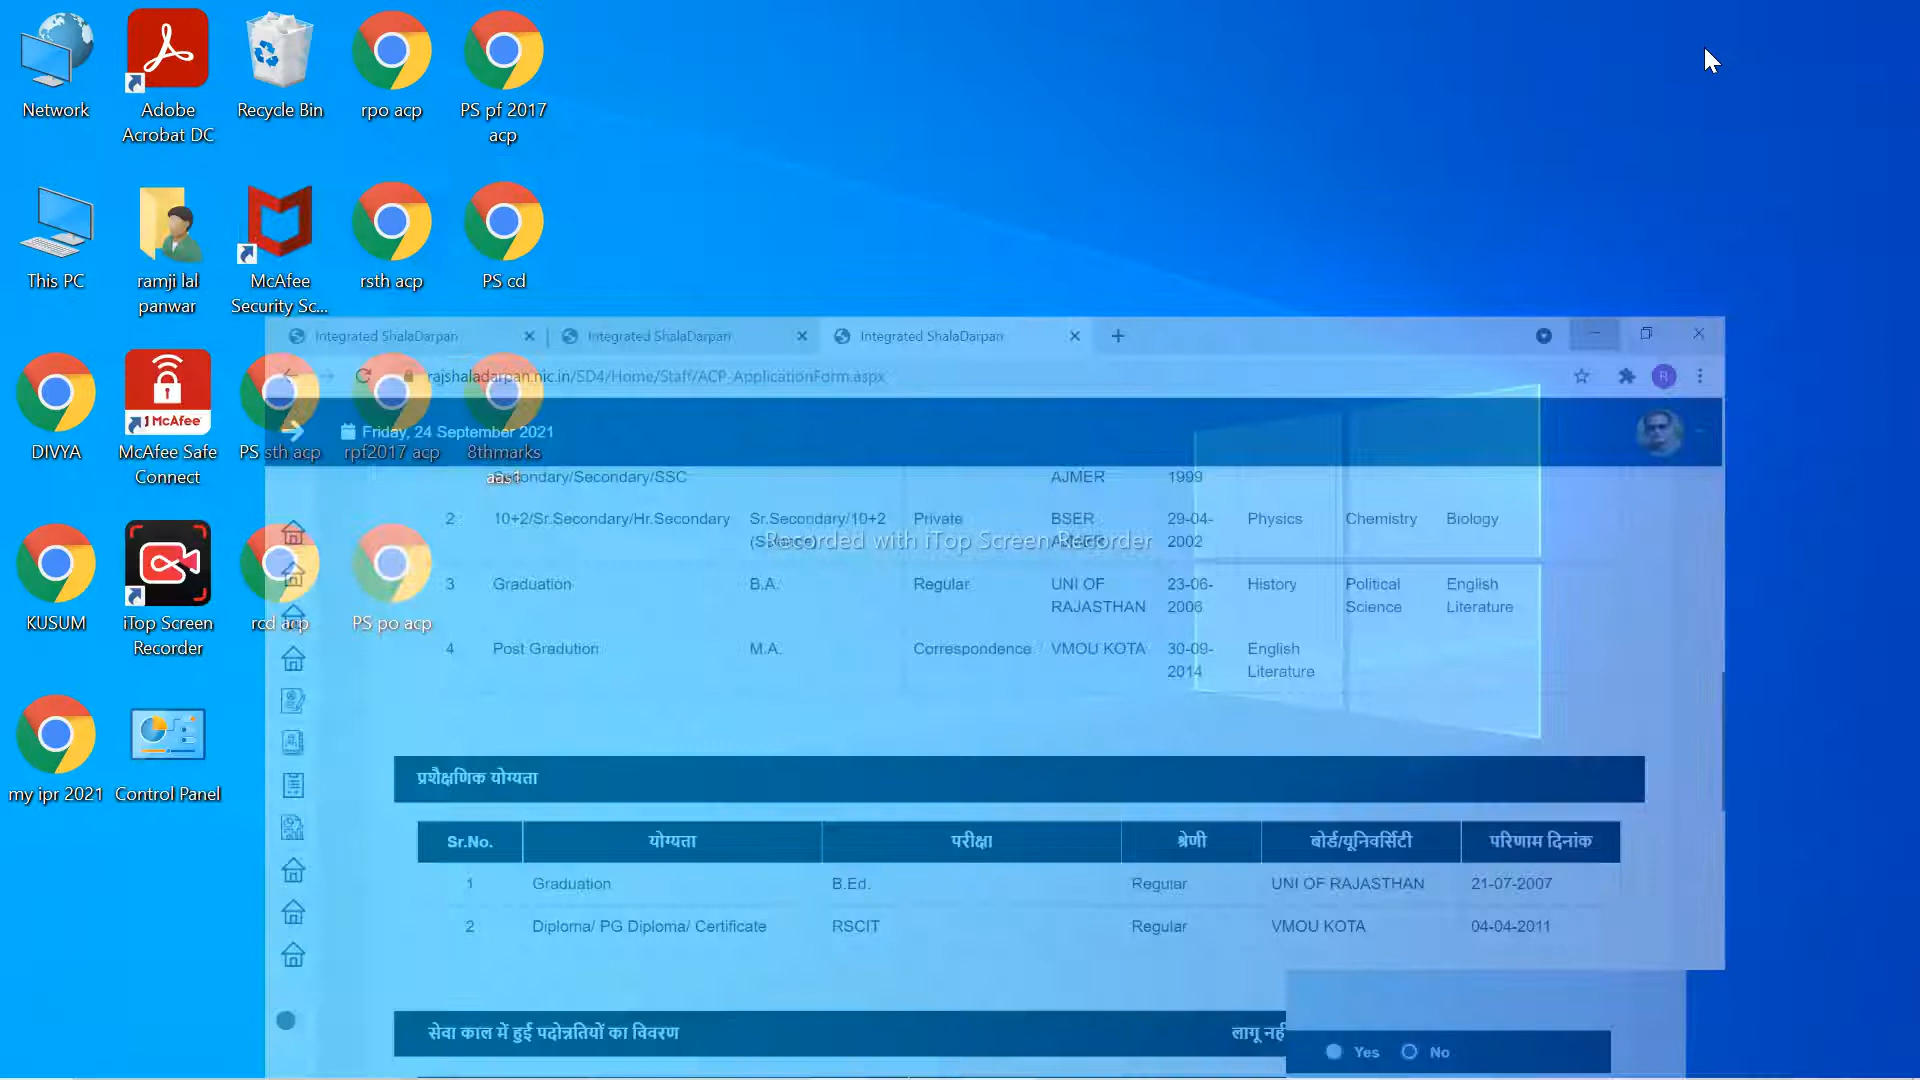 Network
Adobe
Acrobat DC
Recycle Bin
rpo acp
PS pf 2017
acp
This PC
ramji lal
panwar
McAfee
Security Sc...
rsth acp
PS cd
DIVYA
McAfee
McAfee Safe
Connect
PS sth acp
rpf2017 acp
8thmarks
aas1
KUSUM
iTop Screen
Recorder
rcd acp
PS po acp
my ipr 2021
Control Panel
Integrated ShalaDarpan
Integrated ShalaDarpan
Integrated ShalaDarpan
rajshaladarpan.nic.in/SD4/Home/Staff/ACP-ApplicationForm.aspx
R
Friday, 24 September 2021
Secondary/Secondary/SSC AJMER 1999
2 10+2/Sr.Secondary/Hr.Secondary Sr.Secondary/10+2 Private BSER 29-04- Physics Chemistry Biology
2002
Recorded with iTop Screen Recorder
3 Graduation B.A. Regular UNI OF 23-06- History Political English
RAJASTHAN 2006 Science Literature
4 Post Gradution M.A. Correspondence VMOU KOTA 30-09- English
2014 Literature
प्रशैक्षणिक योग्यता
Sr.No. योग्यता परीक्षा श्रेणी बोर्ड/यूनिवर्सिटी परिणाम दिनांक
1 Graduation B.Ed. Regular UNI OF RAJASTHAN 21-07-2007
2 Diploma/ PG Diploma/ Certificate RSCIT Regular VMOU KOTA 04-04-2011
सेवा काल में हुई पदोन्नतियों का विवरण लागू नहीं
Yes No